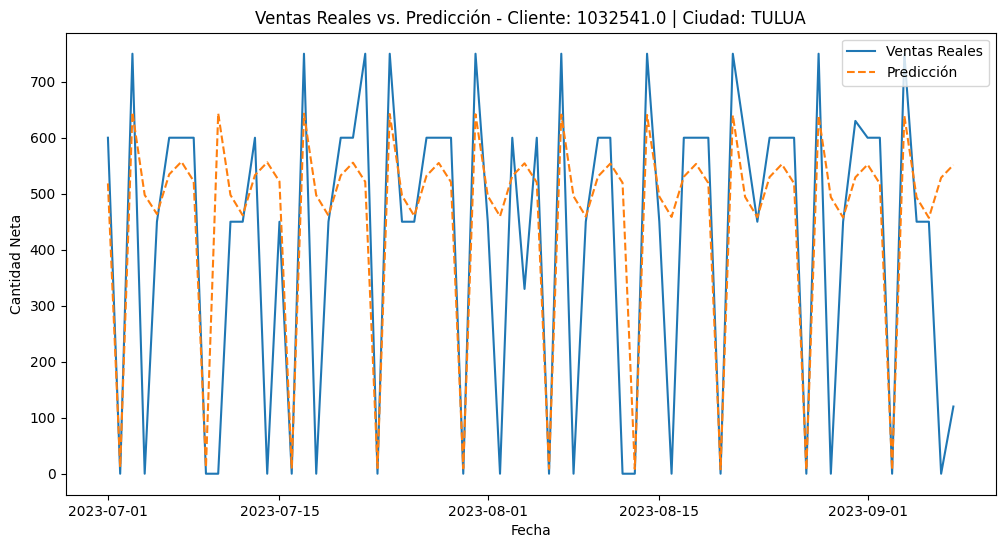 Ventas Reales vs. Predicción - Cliente: 1032541.0 | Ciudad: TULUA
Ventas Reales
Predicción
Cantidad Neta
700
600
500
400
300
200
100
0
2023-07-01
2023-07-15
2023-08-01
2023-08-15
2023-09-01
Fecha